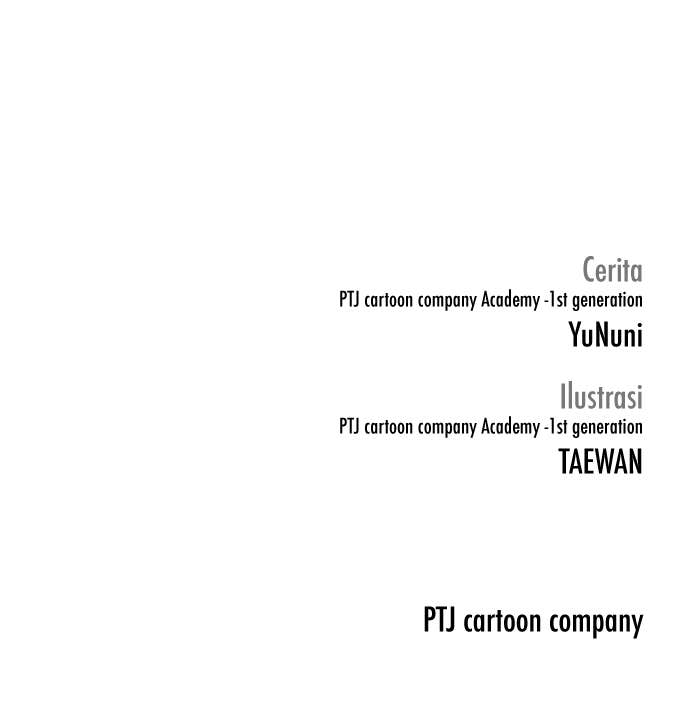 Cerita
PTJ cartoon company Academy -1st generation
YuNuni
Ilustrasi
PTJ cartoon company Academy -1st generation
TAEWAN
PTJ cartoon company